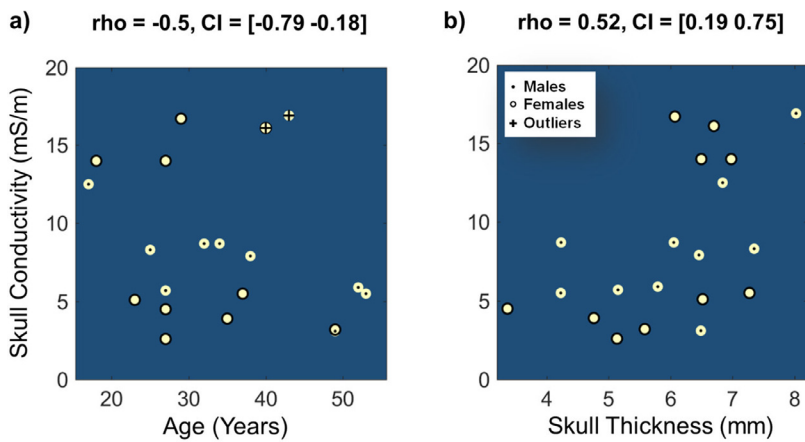 a)
rho = -0.5, CI = [-0.79 -0.18]
Skull Conductivity (mS/m)
20
15
10
5
0
20 30 40 50
Age (Years)
b)
rho = 0.52, CI = [0.19 0.75]
Males
Females
Outliers
20
15
10
5
0
4 5 6 7 8
Skull Thickness (mm)